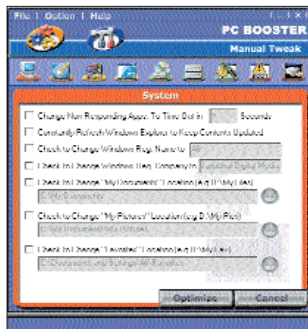 File | Option | Help
PC BOOSTER
Manual Tweak
System
Change Non Responding Apps. To Time Out in Seconds
Constantly Refresh Windows Explorer to Keep Contents Updated
Check to Change Windows Reg. Name to
Check to Change Windows Reg. Company to Digital Media
Check to Change "My Documents" Location (e.g D:\My Files)
Check to Change "My Pictures" Location (e.g D:\My Pics)
Check to Change "Favorites" Location (e.g D:\My Fav)
Optimize Cancel